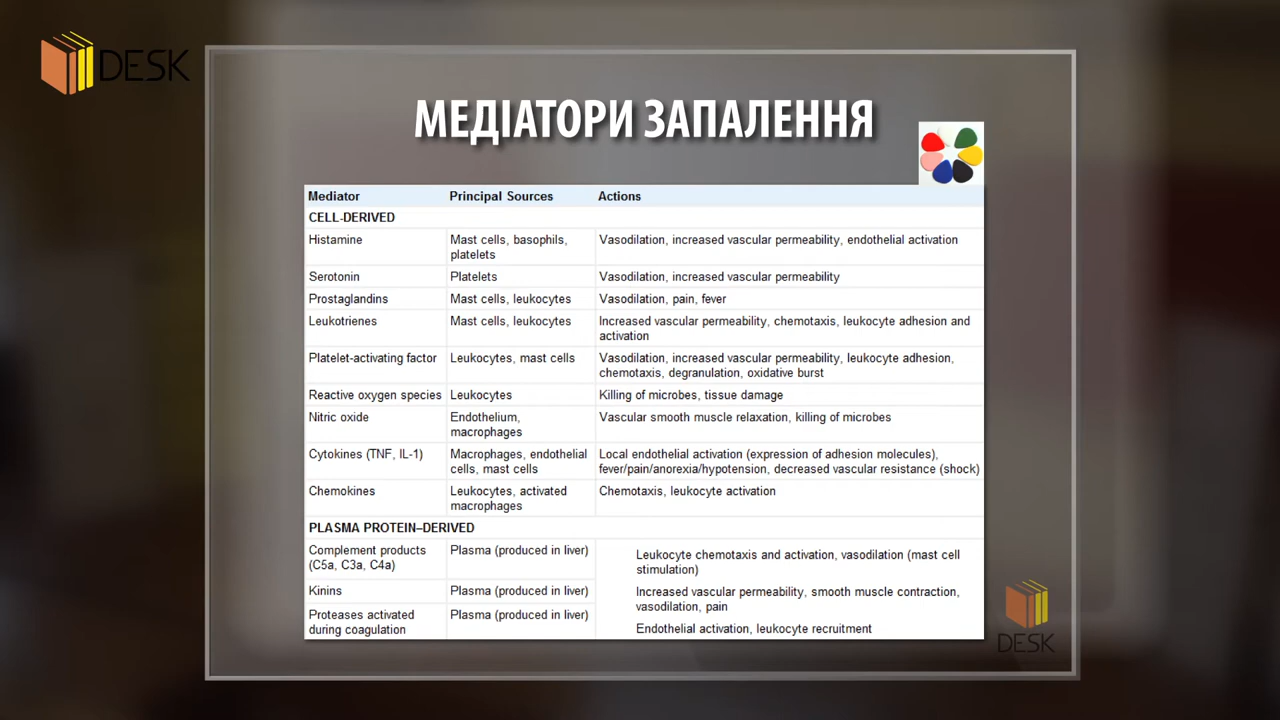 DESK
МЕДІАТОРИ ЗАПАЛЕННЯ
Mediator Principal Sources Actions
CELL-DERIVED
Histamine Mast cells, basophils, Vasodilation, increased vascular permeability, endothelial activation
platelets
Serotonin Platelets Vasodilation, increased vascular permeability
Prostaglandins Mast cells, leukocytes Vasodilation, pain, fever
Leukotrienes Mast cells, leukocytes Increased vascular permeability, chemotaxis, leukocyte adhesion and
activation
Platelet-activating factor Leukocytes, mast cells Vasodilation, increased vascular permeability, leukocyte adhesion,
chemotaxis, degranulation, oxidative burst
Reactive oxygen species Leukocytes Killing of microbes, tissue damage
Nitric oxide Endothelium, Vascular smooth muscle relaxation, killing of microbes
macrophages
Cytokines (TNF, IL-1) Macrophages, endothelial Local endothelial activation (expression of adhesion molecules),
cells, mast cells fever/pain/anorexia/hypotension, decreased vascular resistance (shock)
Chemokines Leukocytes, activated Chemotaxis, leukocyte activation
macrophages
PLASMA PROTEIN–DERIVED
Complement products Plasma (produced in liver) Leukocyte chemotaxis and activation, vasodilation (mast cell
(C5a, C3a, C4a) stimulation)
Kinins Plasma (produced in liver) Increased vascular permeability, smooth muscle contraction,
vasodilation, pain
Proteases activated Plasma (produced in liver) Endothelial activation, leukocyte recruitment
during coagulation
DESK